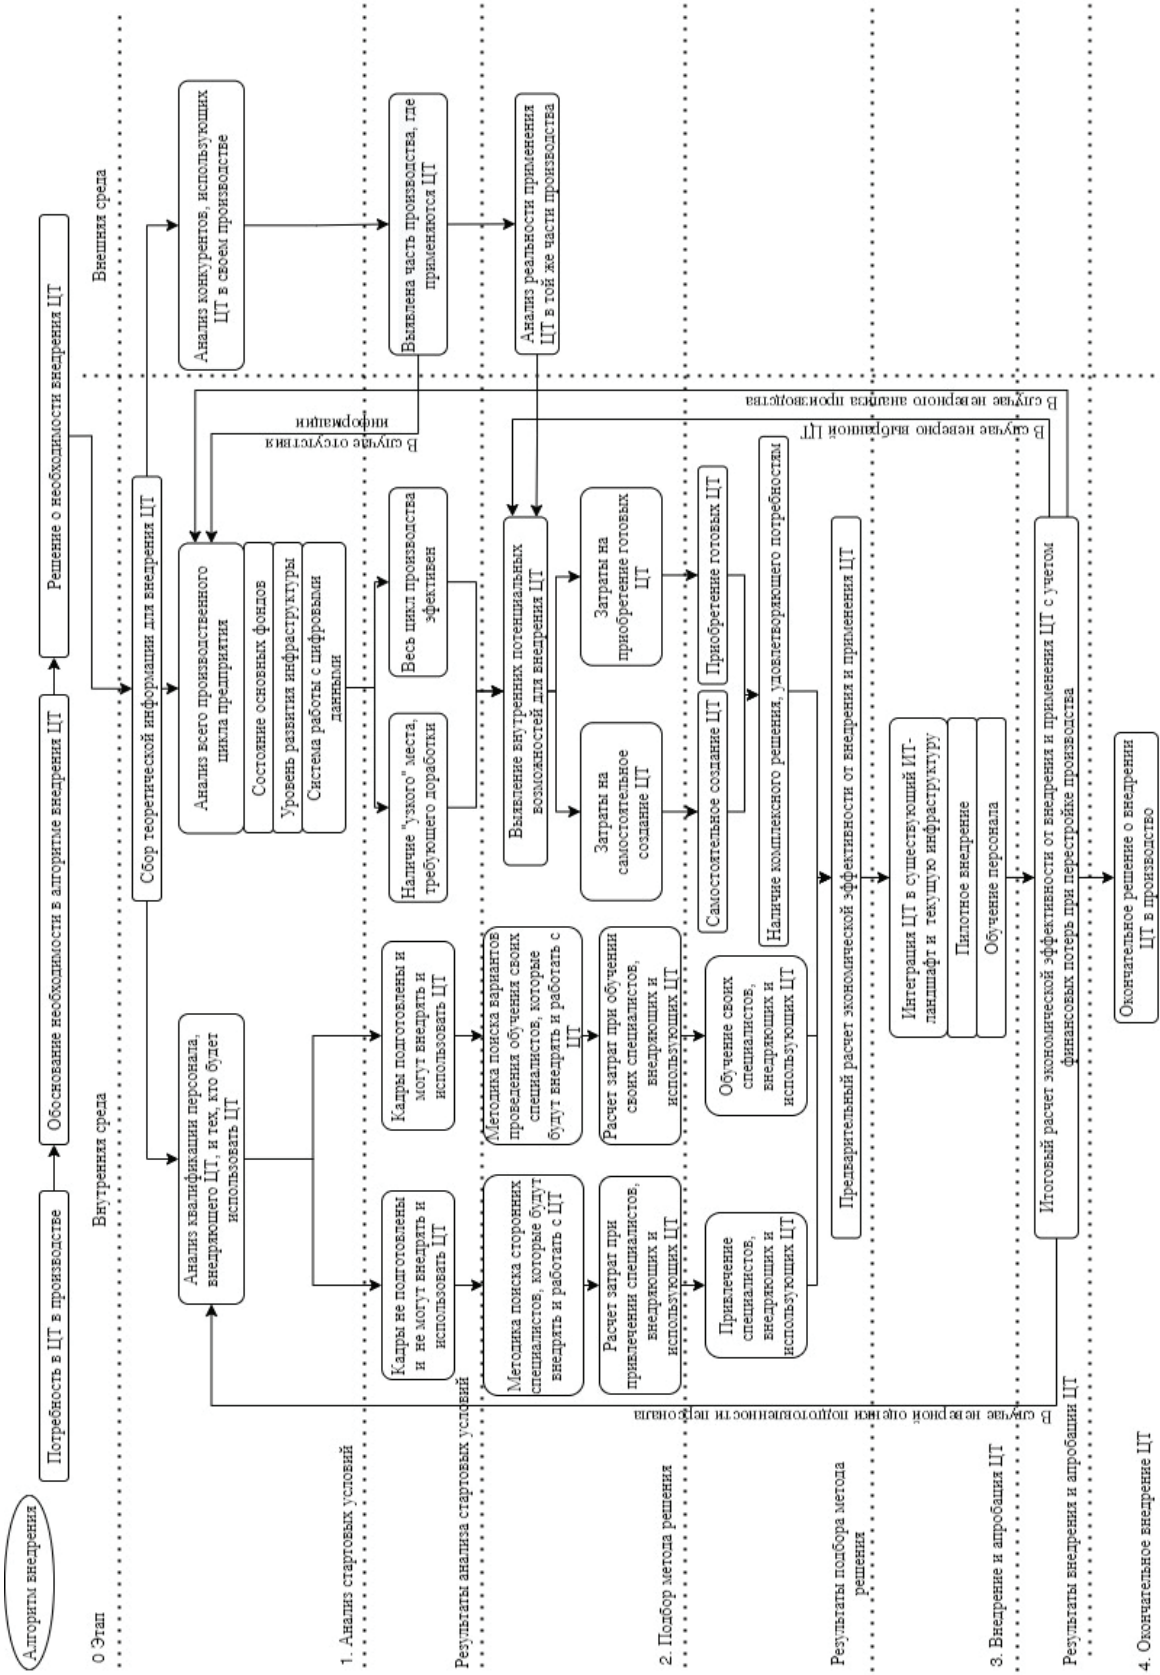 Алгоритм внедрения
Потребность в ЦТ в производстве
Обоснование необходимости в алгоритме внедрения ЦТ
Решение о необходимости внедрения ЦТ
0 Этап
Внутренняя среда
Внешняя среда
Сбор теоретической информации для внедрения ЦТ
Анализ квалификации персонала,
внедряющего ЦТ, и тех, кто будет
использовать ЦТ
Анализ всего производственного
цикла предприятия
Состояние основных фондов
Уровень развития инфраструктуры
Система работы с цифровыми
данными
Анализ конкурентов, использующих
ЦТ в своем производстве
В случае отсутствия
информации
1. Анализ стартовых условий
Кадры не подготовлены
и не могут внедрять и
использовать ЦТ
Кадры подготовлены и
могут внедрять и
использовать ЦТ
Наличие "узкого" места,
требующего доработки
Весь цикл производства
эфективен
Выявлена часть производства, где
применяются ЦТ
Результаты анализа стартовых условий
Методика поиска сторонних
специалистов, которые будут
внедрять и работать с ЦТ
Методика поиска вариантов
проведения обучения своих
специалистов, которые
будут внедрять и работать с
ЦТ
Выявление внутренних потенциальных
возможностей для внедрения ЦТ
Анализ реальности применения
ЦТ в той же части производства
Расчет затрат при
привлечении специалистов,
внедряющих и
использующих ЦТ
Расчет затрат при обучении
своих специалистов,
внедряющих и
использующих ЦТ
Затраты на
самостоятельное
создание ЦТ
Затраты на
приобретение готовых
ЦТ
2. Подбор метода решения
Привлечение
специалистов,
внедряющих и
использующих ЦТ
Обучение своих
специалистов,
внедряющих и
использующих ЦТ
Самостоятельное создание ЦТ
Приобретение готовых ЦТ
Наличие комплексного решения, удовлетворяющего потребностям
В случае неверно выбранной ЦТ
В случае неверного анализа производства
В случае неверной оценки подготовленности персонала
Предварительный расчет экономической эффективности от внедрения и применения ЦТ
Результаты подбора метода
решения
Интеграция ЦТ в существующий ИТ-
ландшафт и текущую инфраструктуру
Пилотное внедрение
Обучение персонала
3. Внедрение и апробация ЦТ
Итоговый расчет экономической эффективности от внедрения и применения ЦТ с учетом
финансовых потерь при перестройке производства
Результаты внедрения и апробации ЦТ
Окончательное решение о внедрении
ЦТ в производство
4. Окончательное внедрение ЦТ